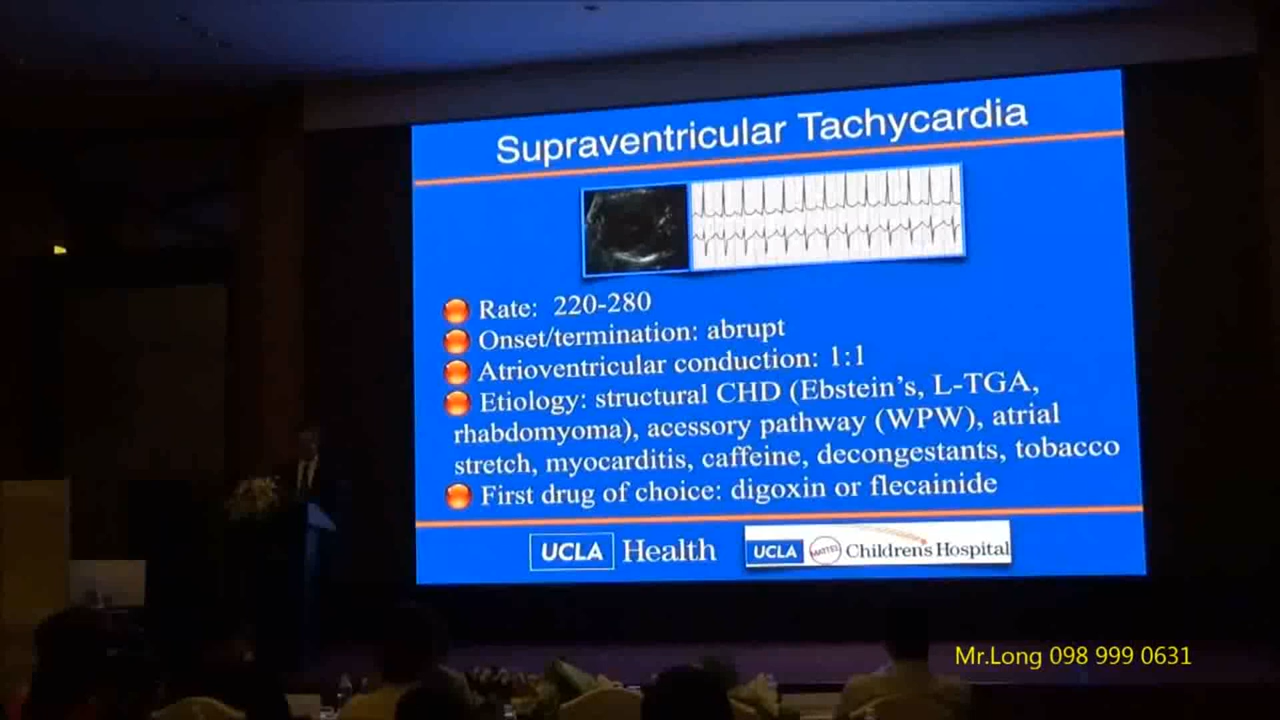 Supraventricular Tachycardia
Rate: 220-280
Onset/termination: abrupt
Atrioventricular conduction: 1:1
Etiology: structural CHD (Ebstein's, L-TGA,
rhabdomyoma), acessory pathway (WPW), atrial
stretch, myocarditis, caffeine, decongestants, tobacco
First drug of choice: digoxin or flecainide
UCLA Health
UCLA MATTEL Children's Hospital
Mr.Long 098 999 0631